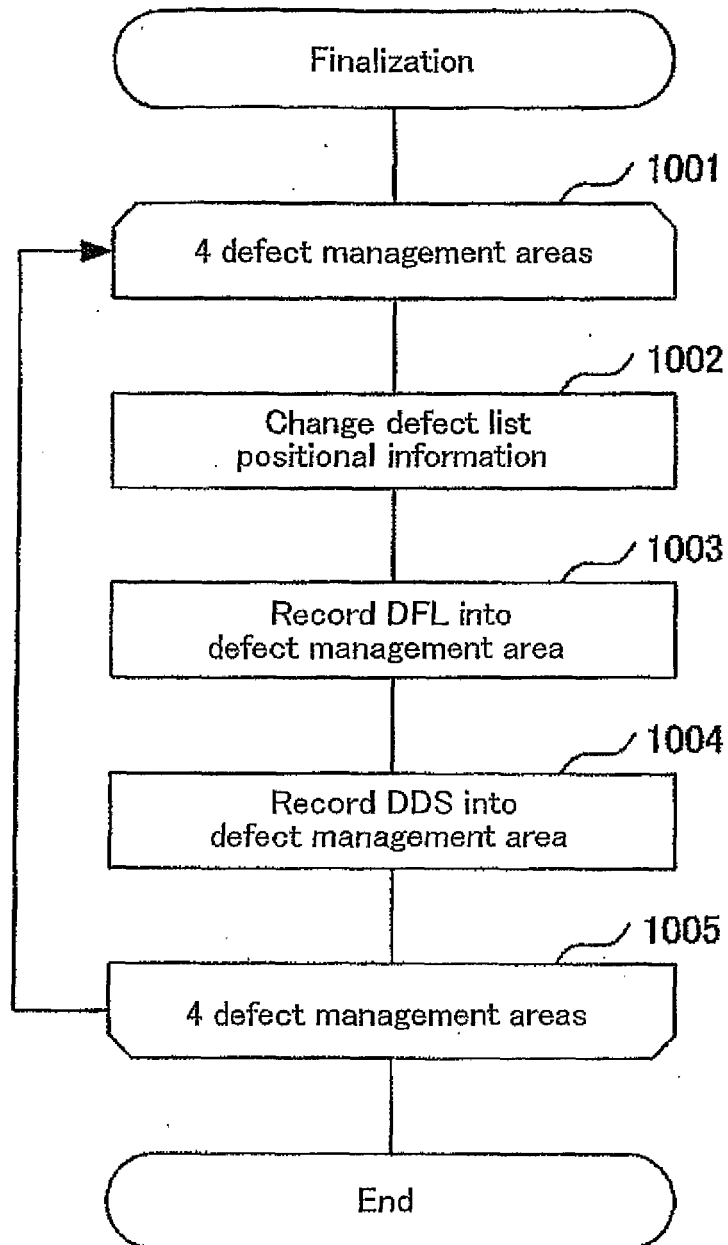 Finalization
1001
4 defect management areas
1002
Change defect list
positional information
1003
Record DFL into
defect management area
1004
Record DDS into
defect management area
1005
4 defect management areas
End